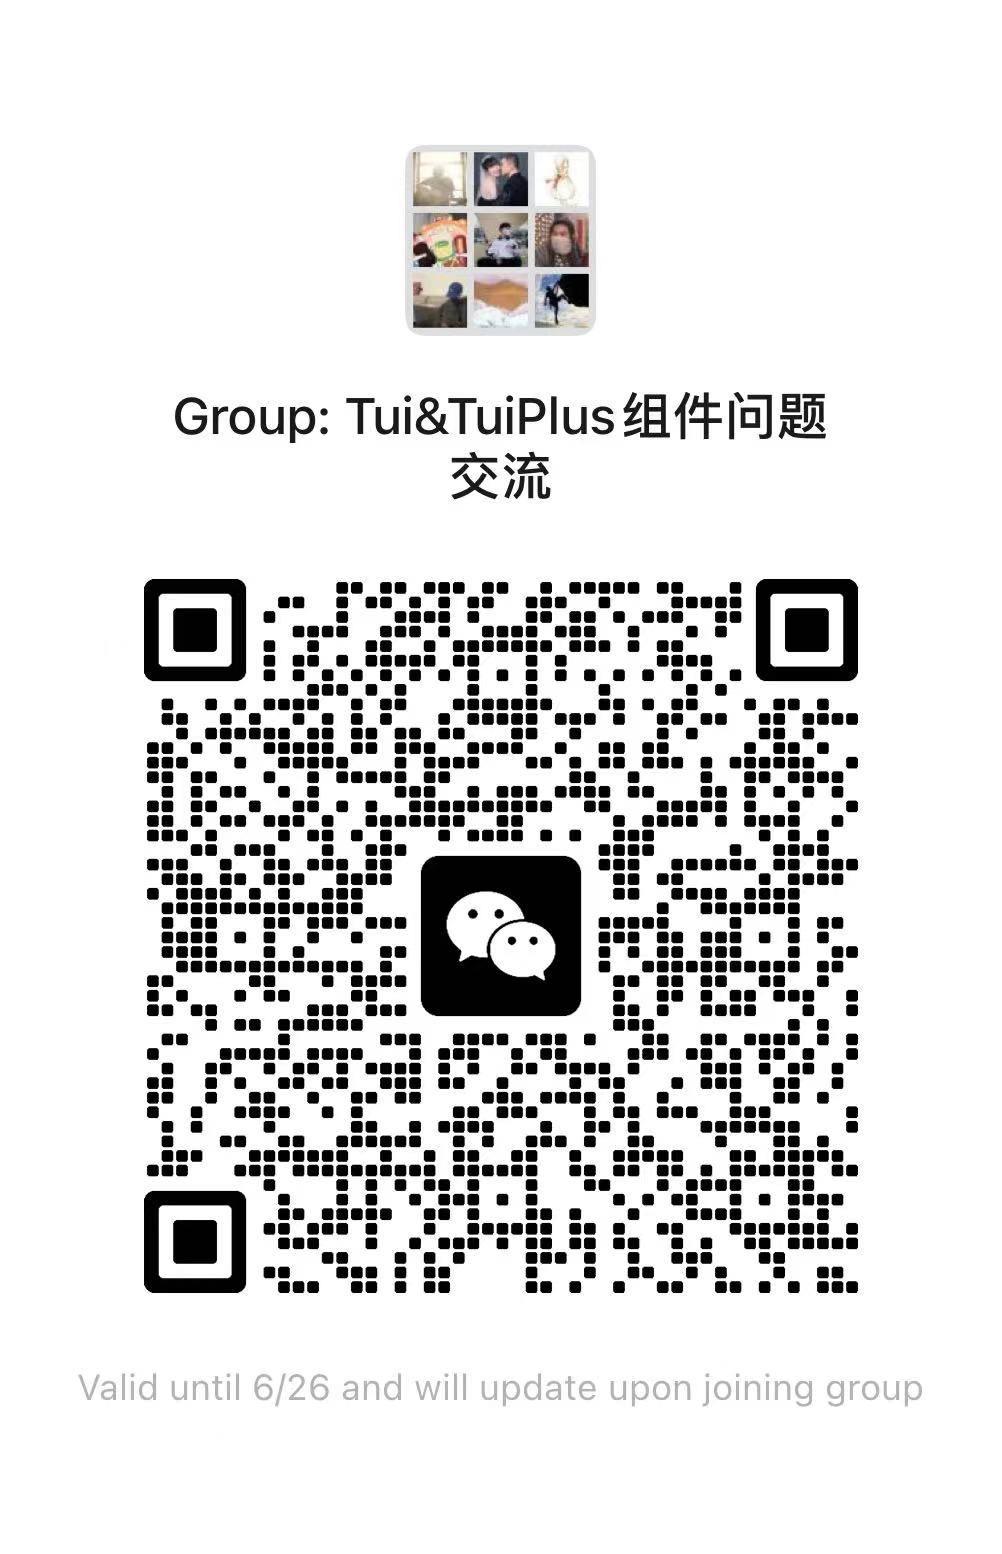 Group: Tui&TuiPlus组件问题
交流
Valid until 6/26 and will update upon joining group